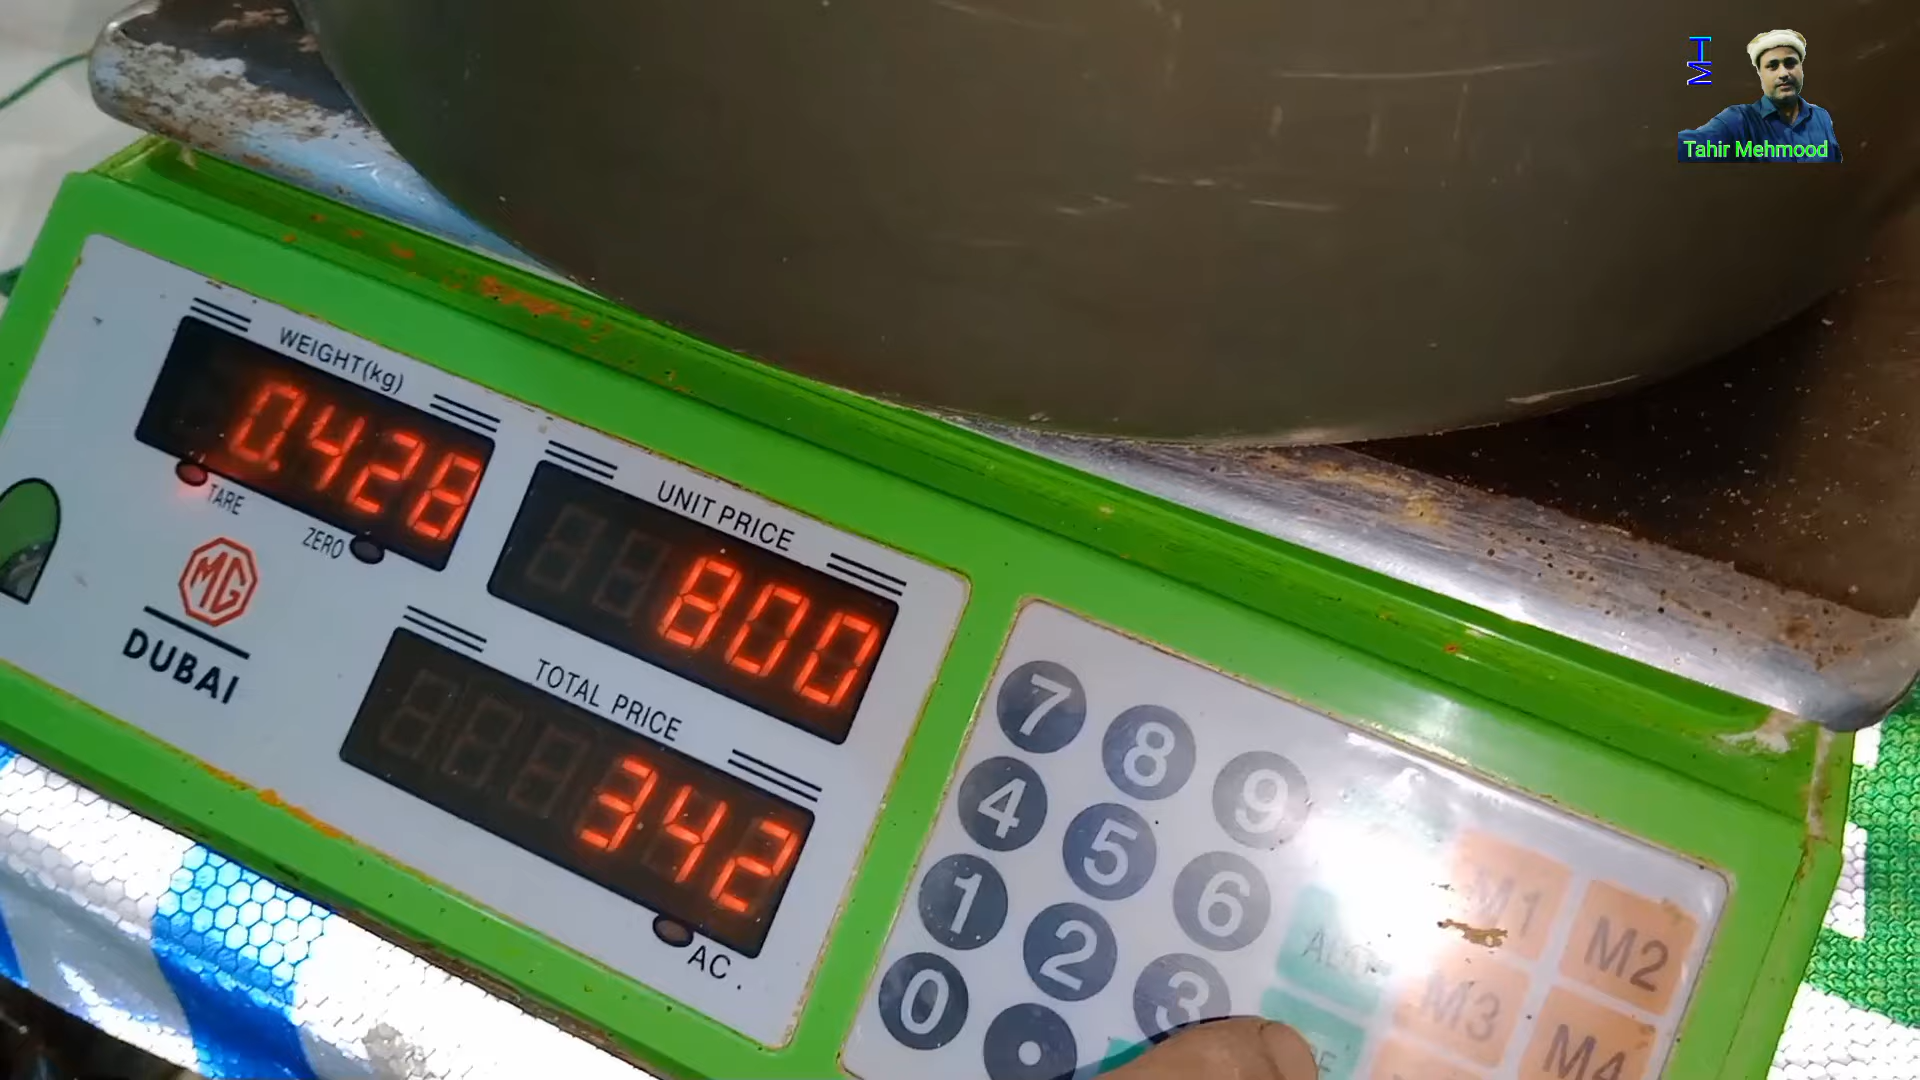 MT
Tahir Mehmood
WEIGHT(kg)
0.428
TARE
ZERO
UNIT PRICE
800
MG
DUBAI
TOTAL PRICE
342
AC
7 8 9
4 5 6 M1 M2
1 2 3 M3 M4
0 .